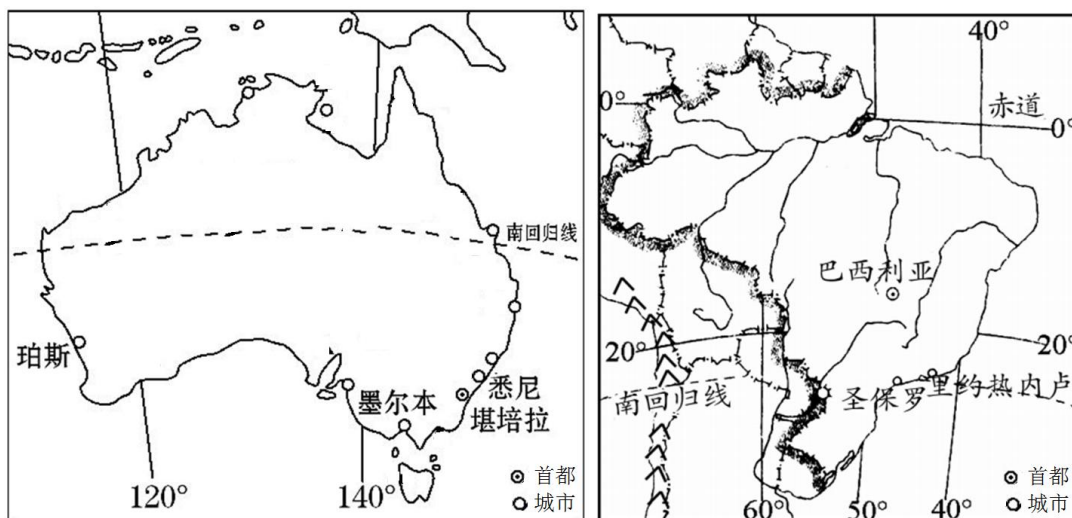 南回归线
珀斯
墨尔本
悉尼
堪培拉
120°
140°
首都
城市
40°
0°
赤道
0°
巴西利亚
20°
20°
南回归线
圣保罗
里约热内卢
60°
50°
40°
首都
城市